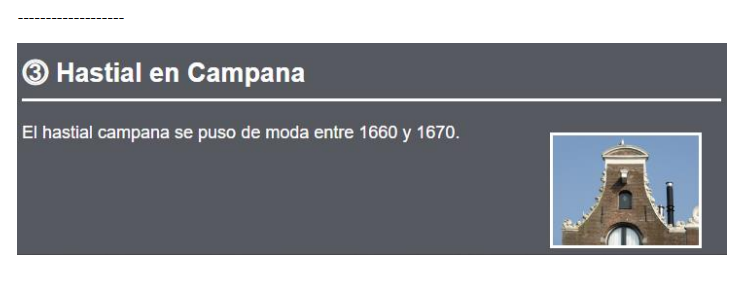 -------------------
③ Hastial en Campana
El hastial campana se puso de moda entre 1660 y 1670.